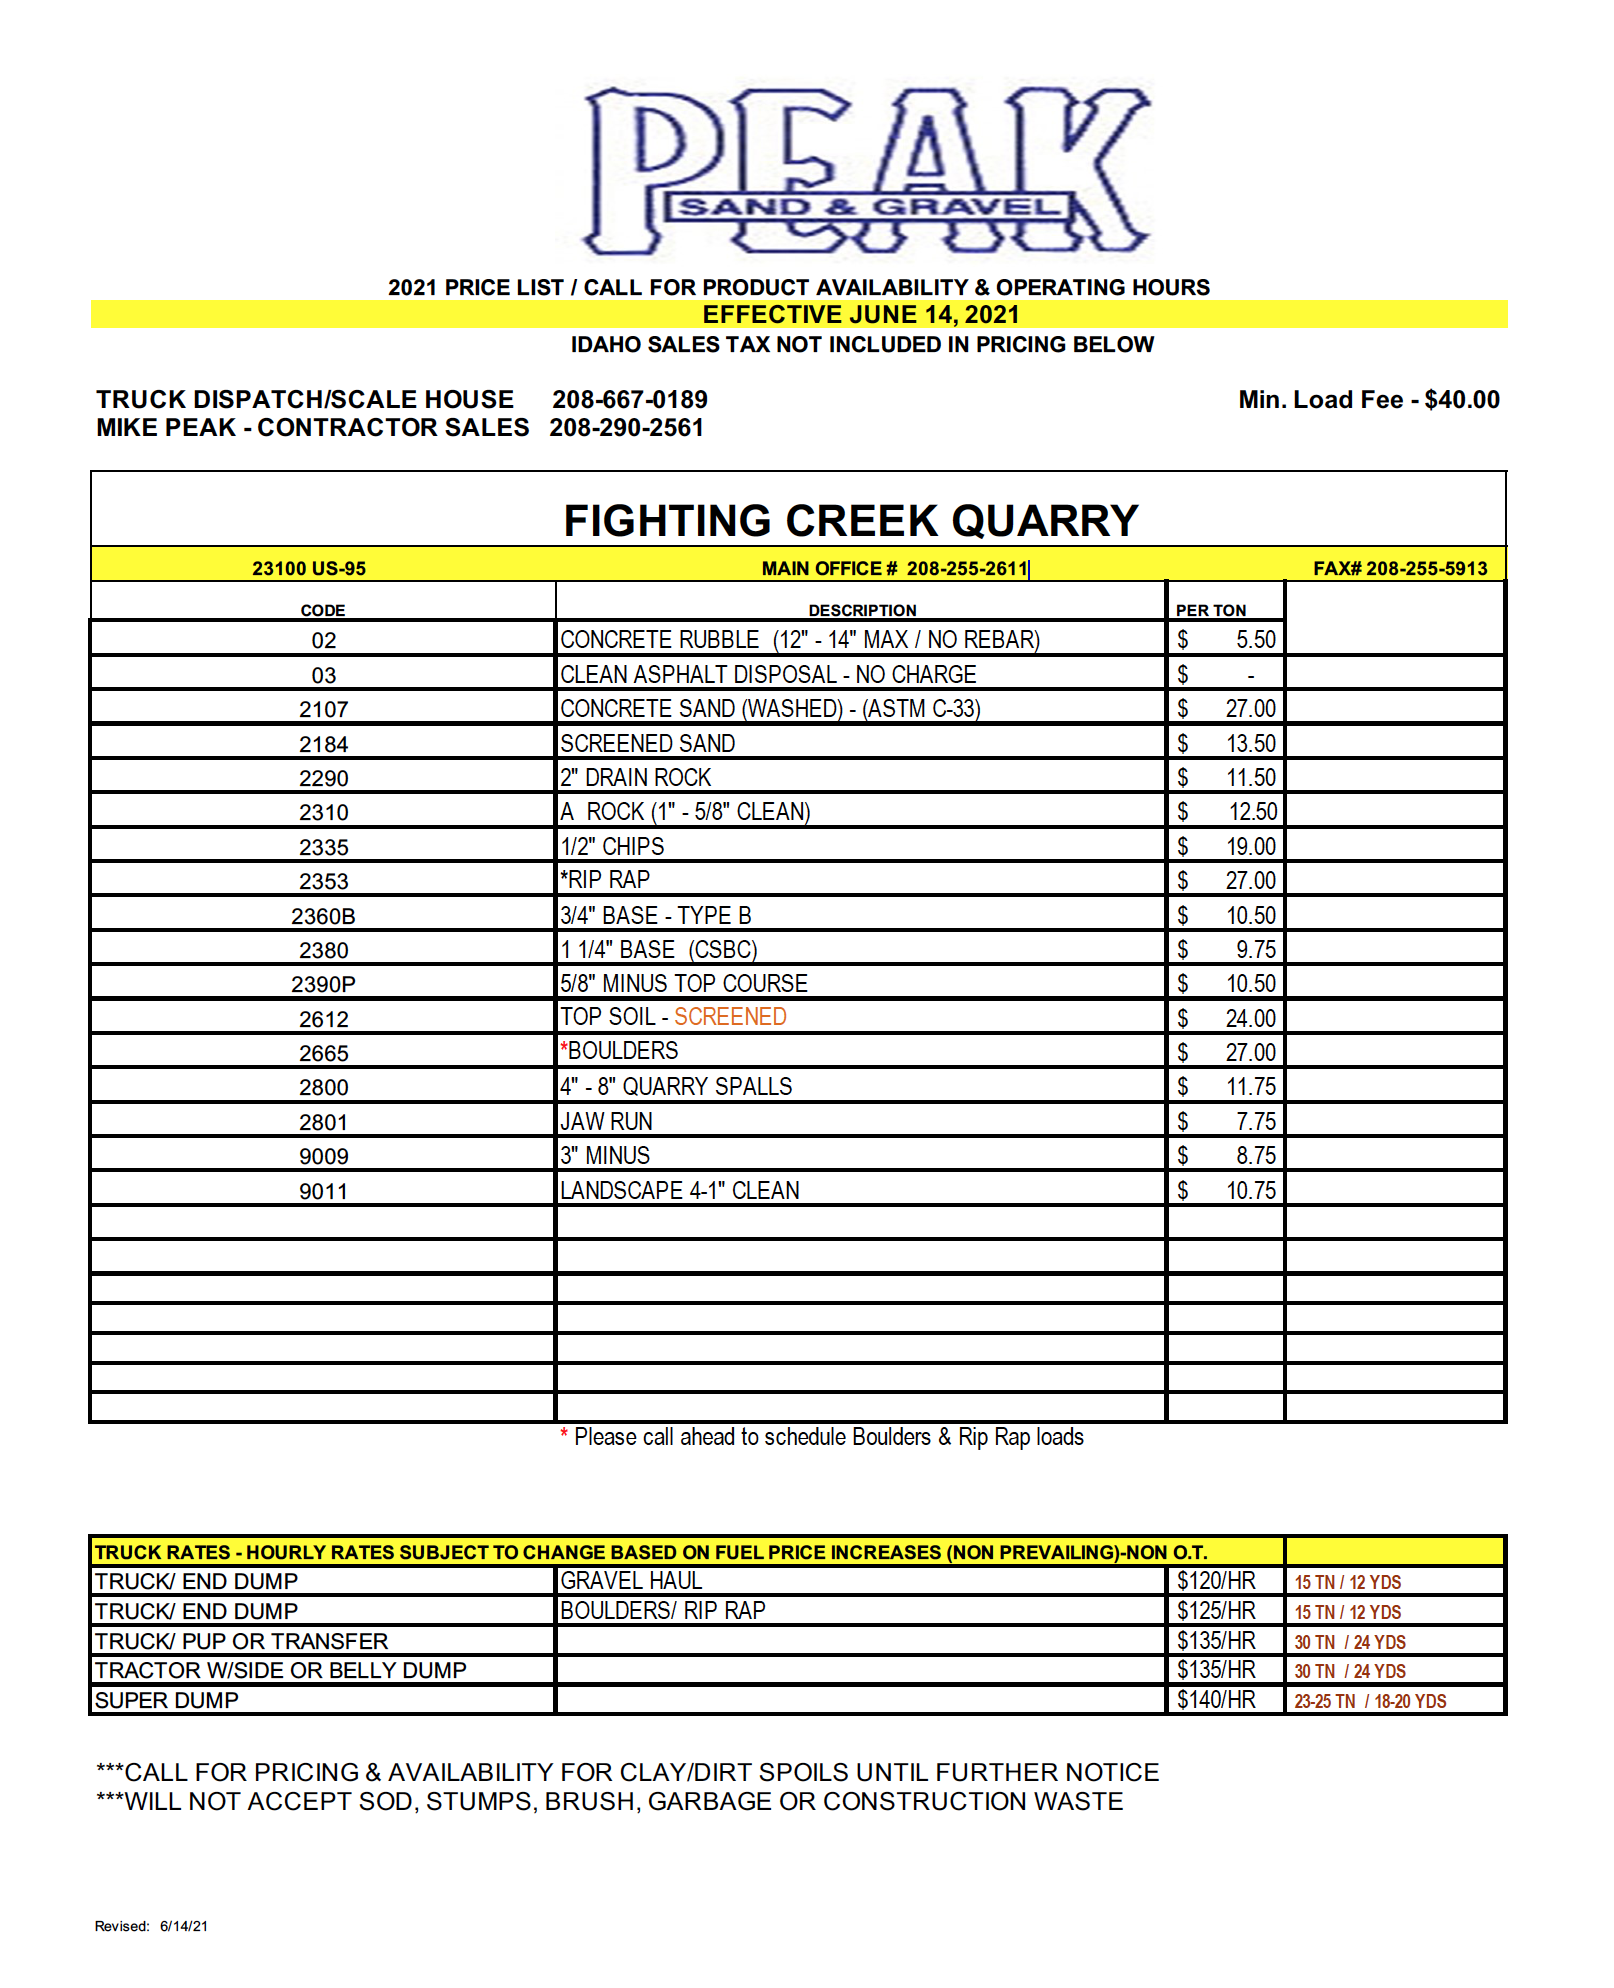 PEAK
SAND & GRAVEL
2021 PRICE LIST / CALL FOR PRODUCT AVAILABILITY & OPERATING HOURS
EFFECTIVE JUNE 14, 2021
IDAHO SALES TAX NOT INCLUDED IN PRICING BELOW
TRUCK DISPATCH/SCALE HOUSE 208-667-0189 Min. Load Fee - $40.00
MIKE PEAK - CONTRACTOR SALES 208-290-2561
FIGHTING CREEK QUARRY
23100 US-95 MAIN OFFICE # 208-255-2611 FAX# 208-255-5913
CODE DESCRIPTION PER TON
02 CONCRETE RUBBLE (12" - 14" MAX / NO REBAR) $ 5.50
03 CLEAN ASPHALT DISPOSAL - NO CHARGE $ -
2107 CONCRETE SAND (WASHED) - (ASTM C-33) $ 27.00
2184 SCREENED SAND $ 13.50
2290 2" DRAIN ROCK $ 11.50
2310 A ROCK (1" - 5/8" CLEAN) $ 12.50
2335 1/2" CHIPS $ 19.00
2353 *RIP RAP $ 27.00
2360B 3/4" BASE - TYPE B $ 10.50
2380 1 1/4" BASE (CSBC) $ 9.75
2390P 5/8" MINUS TOP COURSE $ 10.50
2612 TOP SOIL - SCREENED $ 24.00
2665 *BOULDERS $ 27.00
2800 4" - 8" QUARRY SPALLS $ 11.75
2801 JAW RUN $ 7.75
9009 3" MINUS $ 8.75
9011 LANDSCAPE 4-1" CLEAN $ 10.75
* Please call ahead to schedule Boulders & Rip Rap loads
TRUCK RATES - HOURLY RATES SUBJECT TO CHANGE BASED ON FUEL PRICE INCREASES (NON PREVAILING)-NON O.T.
TRUCK/ END DUMP GRAVEL HAUL $120/HR 15 TN / 12 YDS
TRUCK/ END DUMP BOULDERS/ RIP RAP $125/HR 15 TN / 12 YDS
TRUCK/ PUP OR TRANSFER $135/HR 30 TN / 24 YDS
TRACTOR W/SIDE OR BELLY DUMP $135/HR 30 TN / 24 YDS
SUPER DUMP $140/HR 23-25 TN / 18-20 YDS
***CALL FOR PRICING & AVAILABILITY FOR CLAY/DIRT SPOILS UNTIL FURTHER NOTICE
***WILL NOT ACCEPT SOD, STUMPS, BRUSH, GARBAGE OR CONSTRUCTION WASTE
Revised: 6/14/21